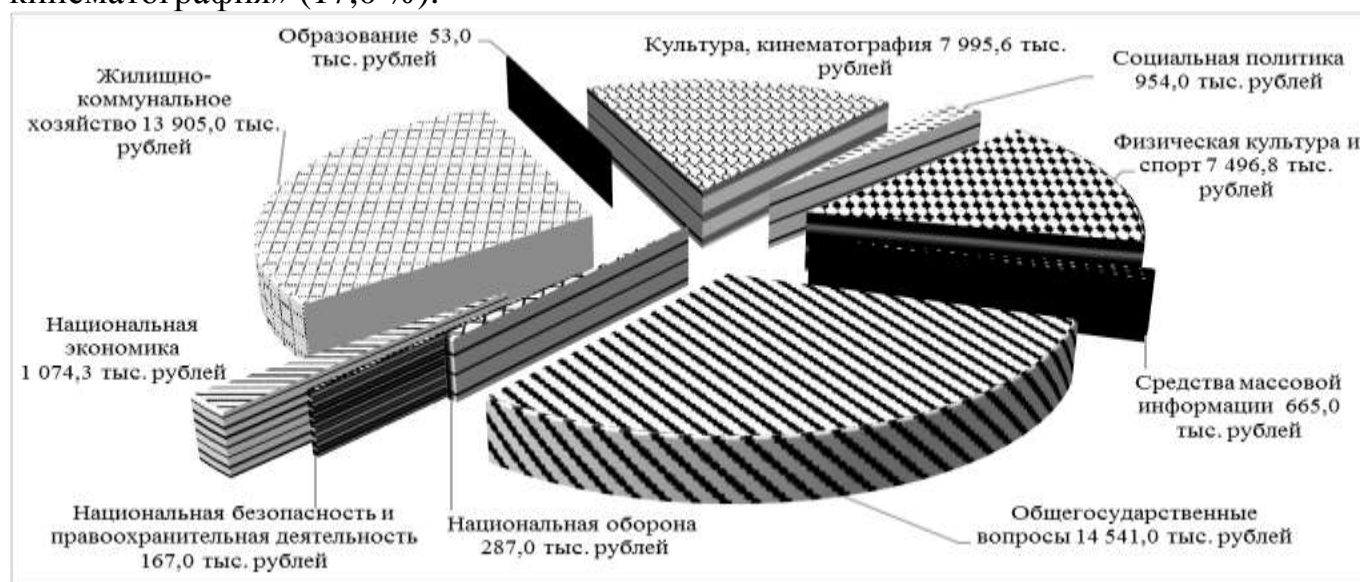 Образование 53,0
тыс. рублей
Культура, кинематография 7 995,6 тыс.
рублей
Социальная политика
954,0 тыс. рублей
Жилищно-
коммунальное
хозяйство 13 905,0 тыс.
рублей
Физическая культура и
спорт 7 496,8 тыс.
рублей
Национальная
экономика
1 074,3 тыс. рублей
Средства массовой
информации 665,0
тыс. рублей
Национальная безопасность и
правоохранительная деятельность
167,0 тыс. рублей
Национальная оборона
287,0 тыс. рублей
Общегосударственные
вопросы 14 541,0 тыс. рублей